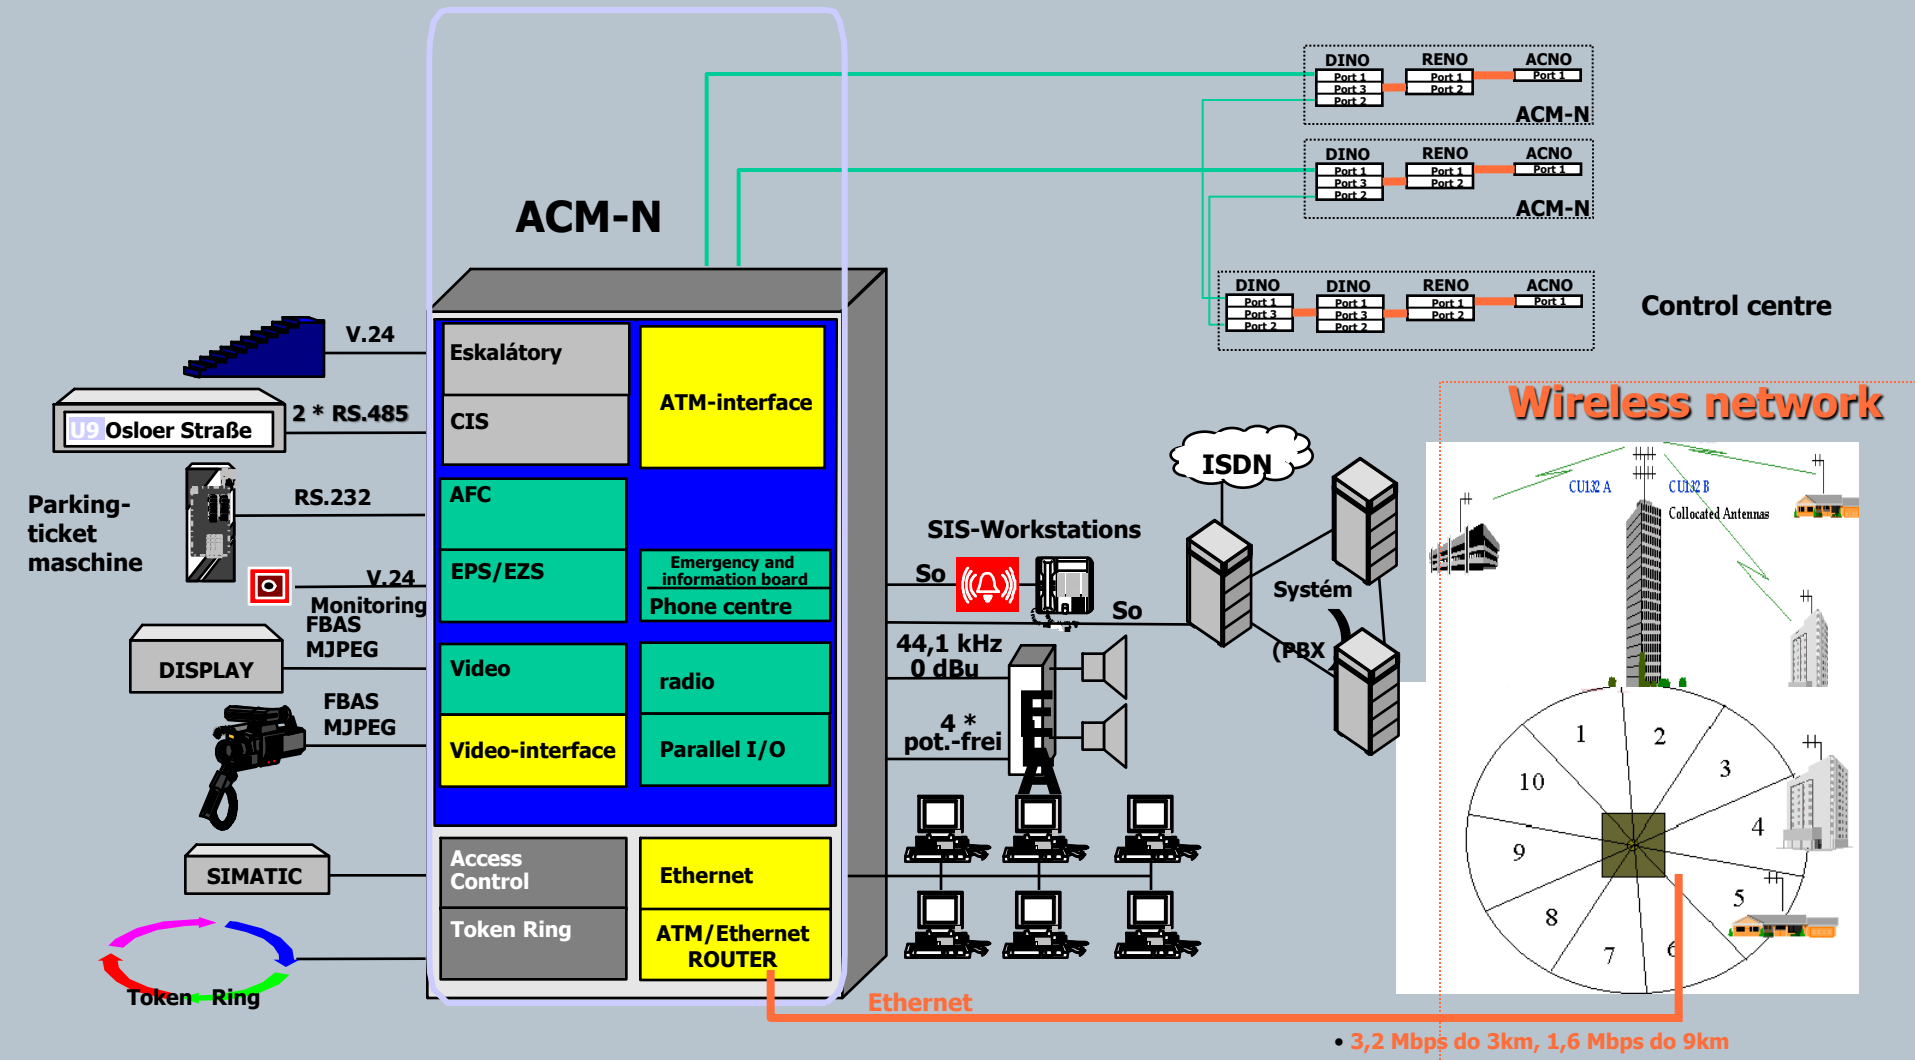 ACM-N
DINO
RENO
ACNO
Port 1
Port 3
Port 2
Port 1
Port 2
Port 1
ACM-N
DINO
RENO
ACNO
Port 1
Port 3
Port 2
Port 1
Port 2
Port 1
ACM-N
DINO
DINO
RENO
ACNO
Port 1
Port 3
Port 2
Port 1
Port 3
Port 2
Port 1
Port 2
Port 1
Control centre
V.24
2 * RS.485
U9 Osloer Straße
Parking-
ticket
maschine
RS.232
V.24
Monitoring
FBAS
MJPEG
DISPLAY
FBAS
MJPEG
SIMATIC
Token Ring
Eskalátory
CIS
ATM-interface
AFC
EPS/EZS
Emergency and
information board
Phone centre
Video
radio
Video-interface
Parallel I/O
Access
Control
Ethernet
Token Ring
ATM/Ethernet
ROUTER
SIS-Workstations
So
So
44,1 kHz
0 dBu
4 *
pot.-frei
ELA
ISDN
Systém
(PBX
Wireless network
CU132 A
CU132 B
Collocated Antennas
1
2
3
4
5
6
7
8
9
10
Ethernet
• 3,2 Mbps do 3km, 1,6 Mbps do 9km